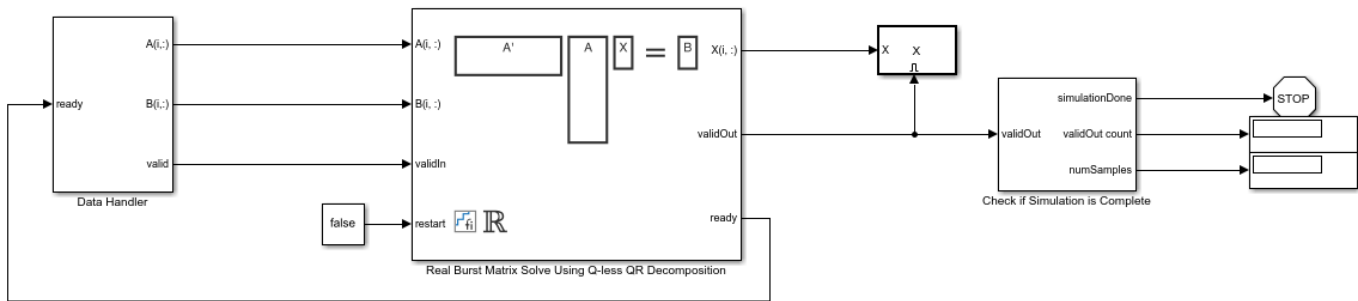 ready
A(i,:)
B(i,:)
valid
Data Handler
false
A(i, :)
B(i, :)
validIn
restart
A'
A
X
=
B
fi
ℝ
X(i, :)
validOut
ready
Real Burst Matrix Solve Using Q-less QR Decomposition
X
X
validOut
simulationDone
validOut count
numSamples
Check if Simulation is Complete
STOP